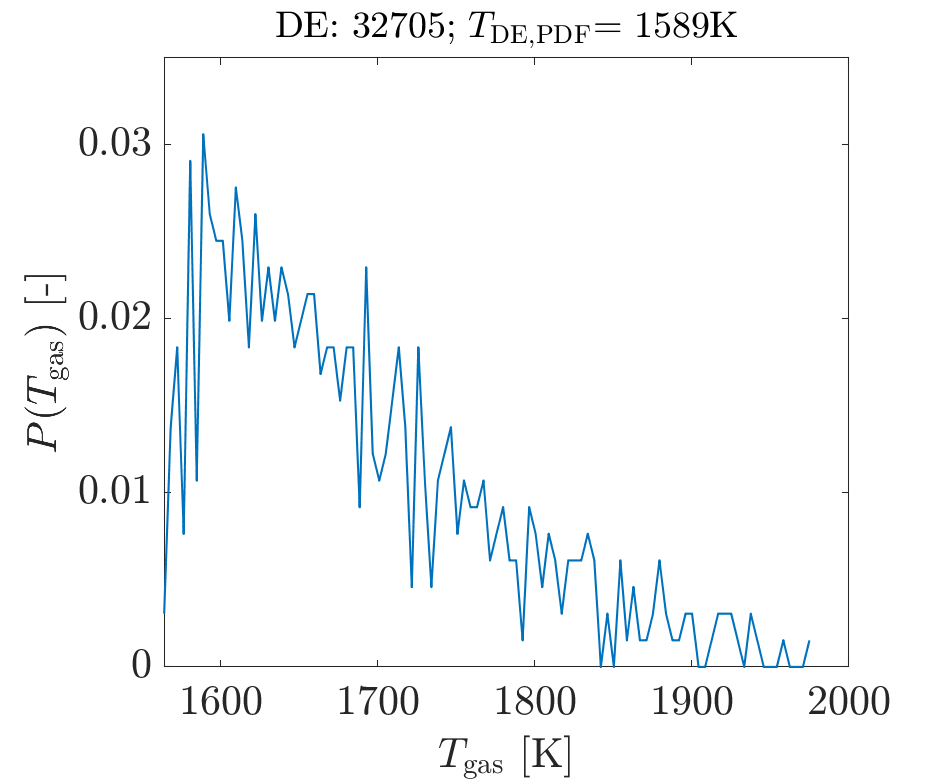 DE: 32705; T_DE,PDF= 1589K
0.03
0.02
0.01
0
P(T_gas) [-]
1600 1700 1800 1900 2000
T_gas [K]